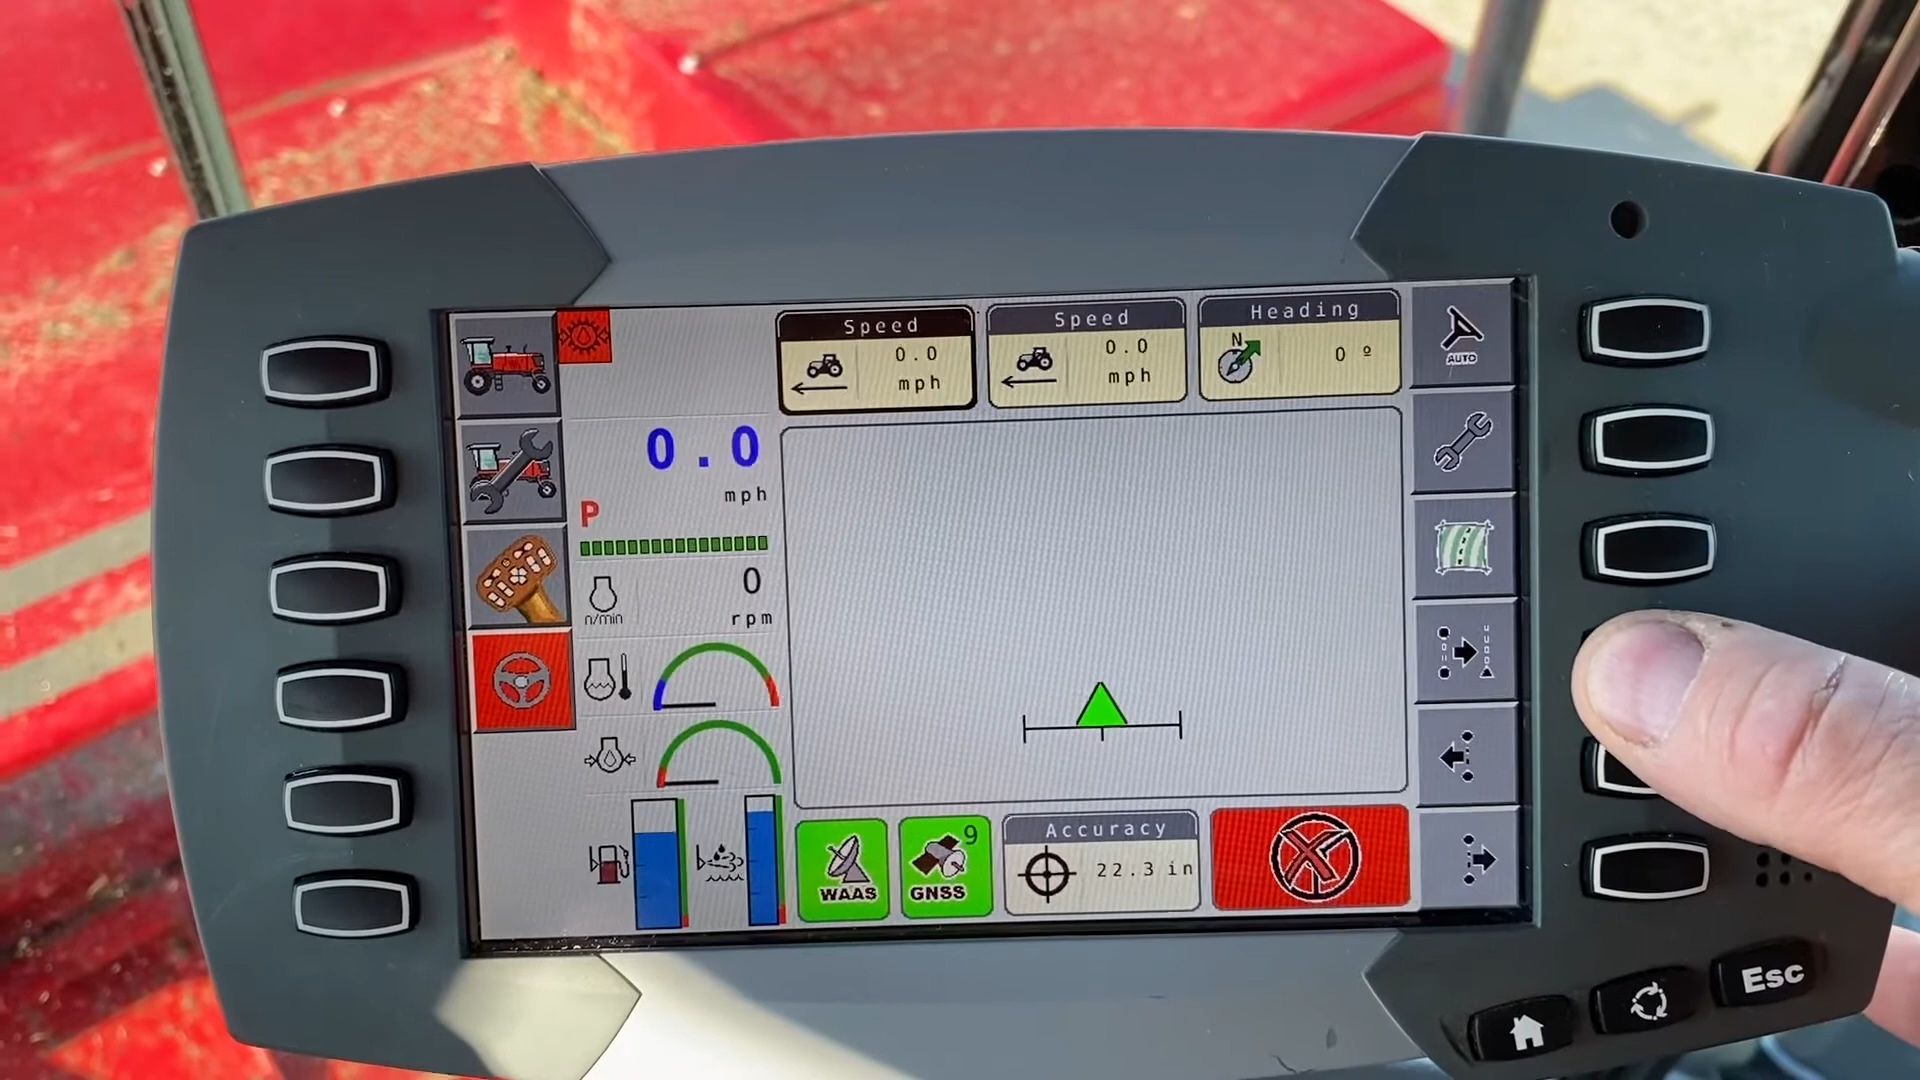 Speed
0.0
mph
Speed
0.0
mph
Heading
N
0 º
AUTO
0.0
mph
P
0
rpm
n/min
WAAS
9
GNSS
Accuracy
22.3 in
Esc